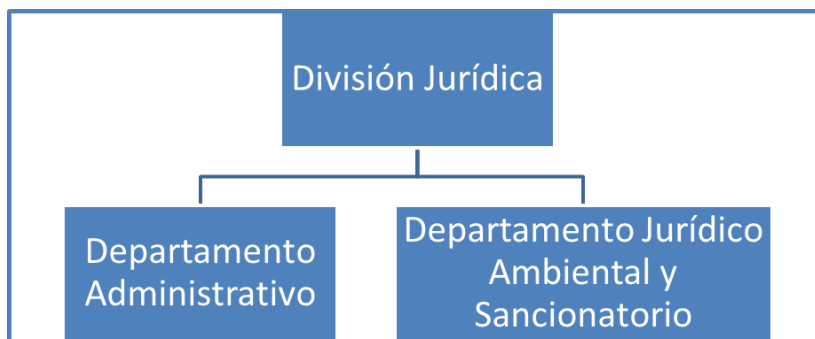 División Jurídica
Departamento
Administrativo
Departamento Jurídico
Ambiental y
Sancionatorio